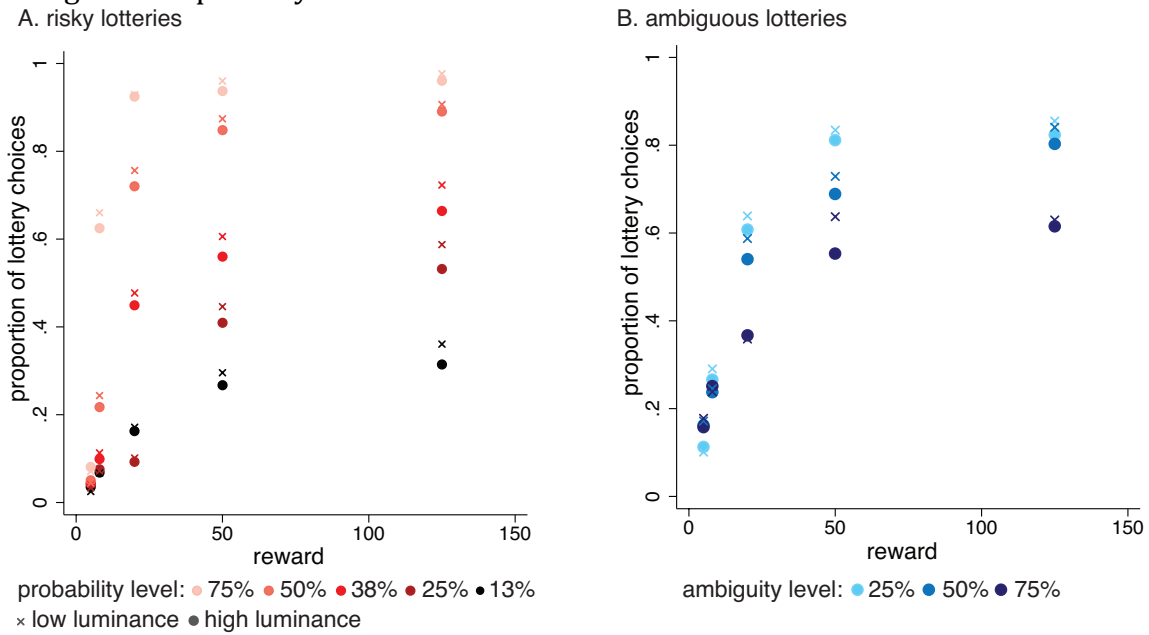 A. risky lotteries
B. ambiguous lotteries
proportion of lottery choices
1
.8
.6
.4
.2
0
0 50 100 150
reward
proportion of lottery choices
1
.8
.6
.4
.2
0
0 50 100 150
reward
probability level: 75% 50% 38% 25% 13%
× low luminance high luminance
ambiguity level: 25% 50% 75%